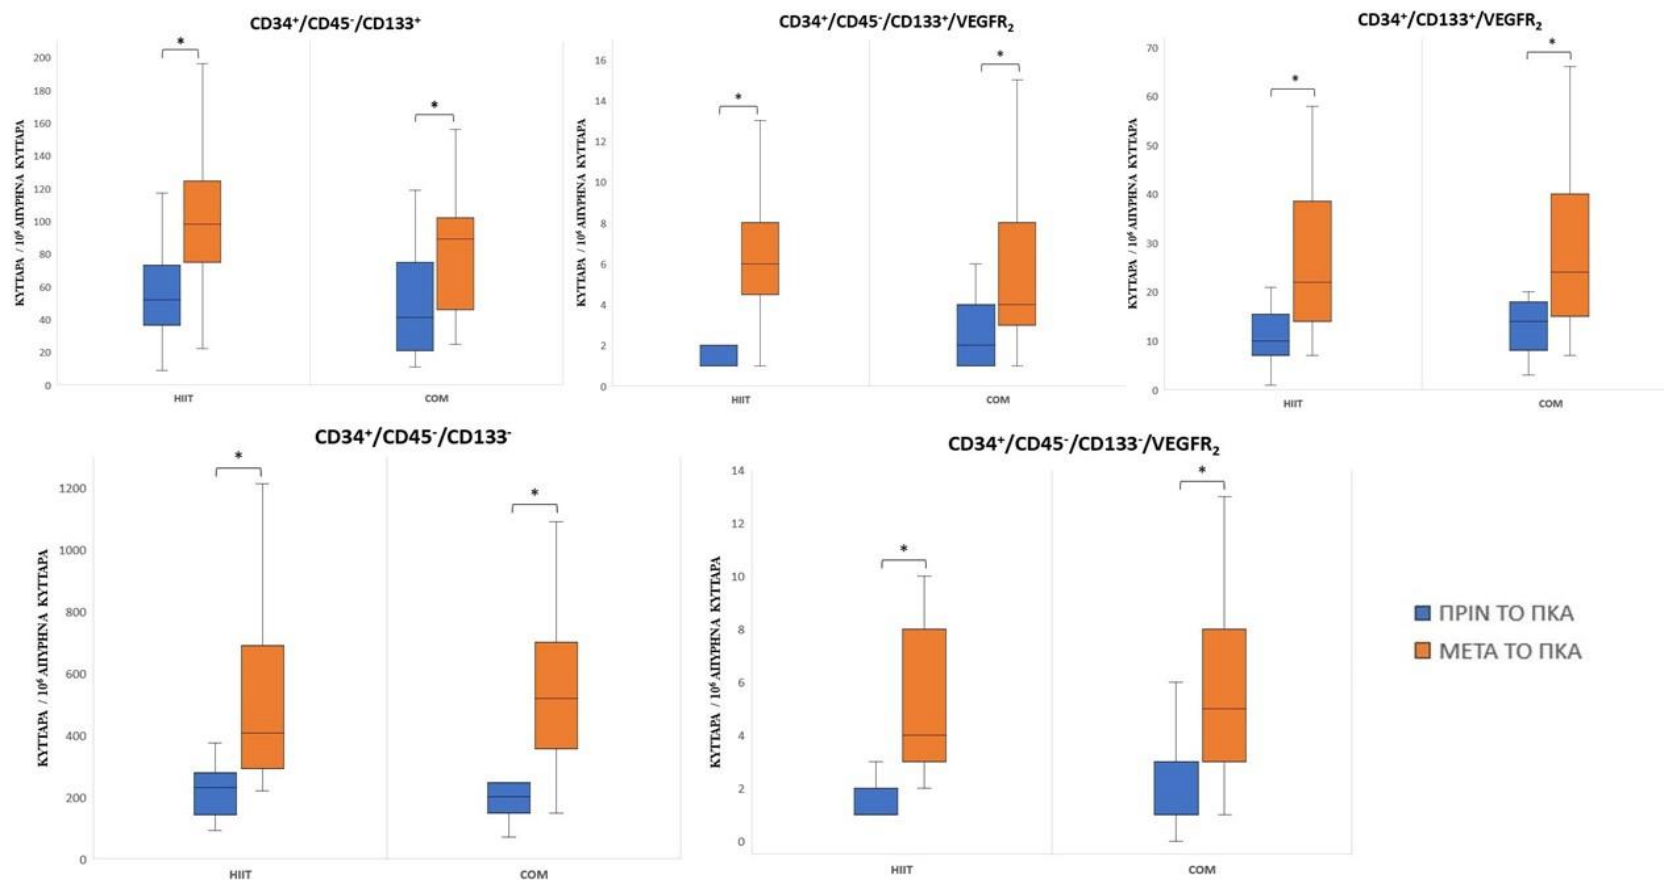 CD34⁺/CD45⁻/CD133⁺
*
*
ΚΥΤΤΑΡΑ / 10⁶ ΑΠΥΡΗΝΑ ΚΥΤΤΑΡΑ
200
180
160
140
120
100
80
60
40
20
0
HIIT
COM
CD34⁺/CD45⁻/CD133⁺/VEGFR₂
*
*
ΚΥΤΤΑΡΑ / 10⁶ ΑΠΥΡΗΝΑ ΚΥΤΤΑΡΑ
16
14
12
10
8
6
4
2
0
HIIT
COM
CD34⁺/CD133⁺/VEGFR₂
*
*
ΚΥΤΤΑΡΑ / 10⁶ ΑΠΥΡΗΝΑ ΚΥΤΤΑΡΑ
70
60
50
40
30
20
10
0
HIIT
COM
CD34⁺/CD45⁻/CD133⁻
*
*
ΚΥΤΤΑΡΑ / 10⁶ ΑΠΥΡΗΝΑ ΚΥΤΤΑΡΑ
1200
1000
800
600
400
200
0
HIIT
COM
CD34⁺/CD45⁻/CD133⁻/VEGFR₂
*
*
ΚΥΤΤΑΡΑ / 10⁶ ΑΠΥΡΗΝΑ ΚΥΤΤΑΡΑ
14
12
10
8
6
4
2
0
HIIT
COM
ΠΡΙΝ ΤΟ ΠΚΑ
ΜΕΤΑ ΤΟ ΠΚΑ